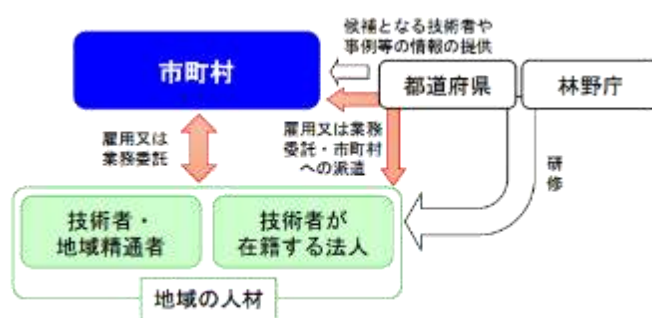 候補となる技術者や
事例等の情報の提供
市町村
都道府県
林野庁
雇用又は
業務委託
雇用又は業務
委託・市町村
への派遣
研修
技術者・
地域精通者
技術者が
在籍する法人
地域の人材